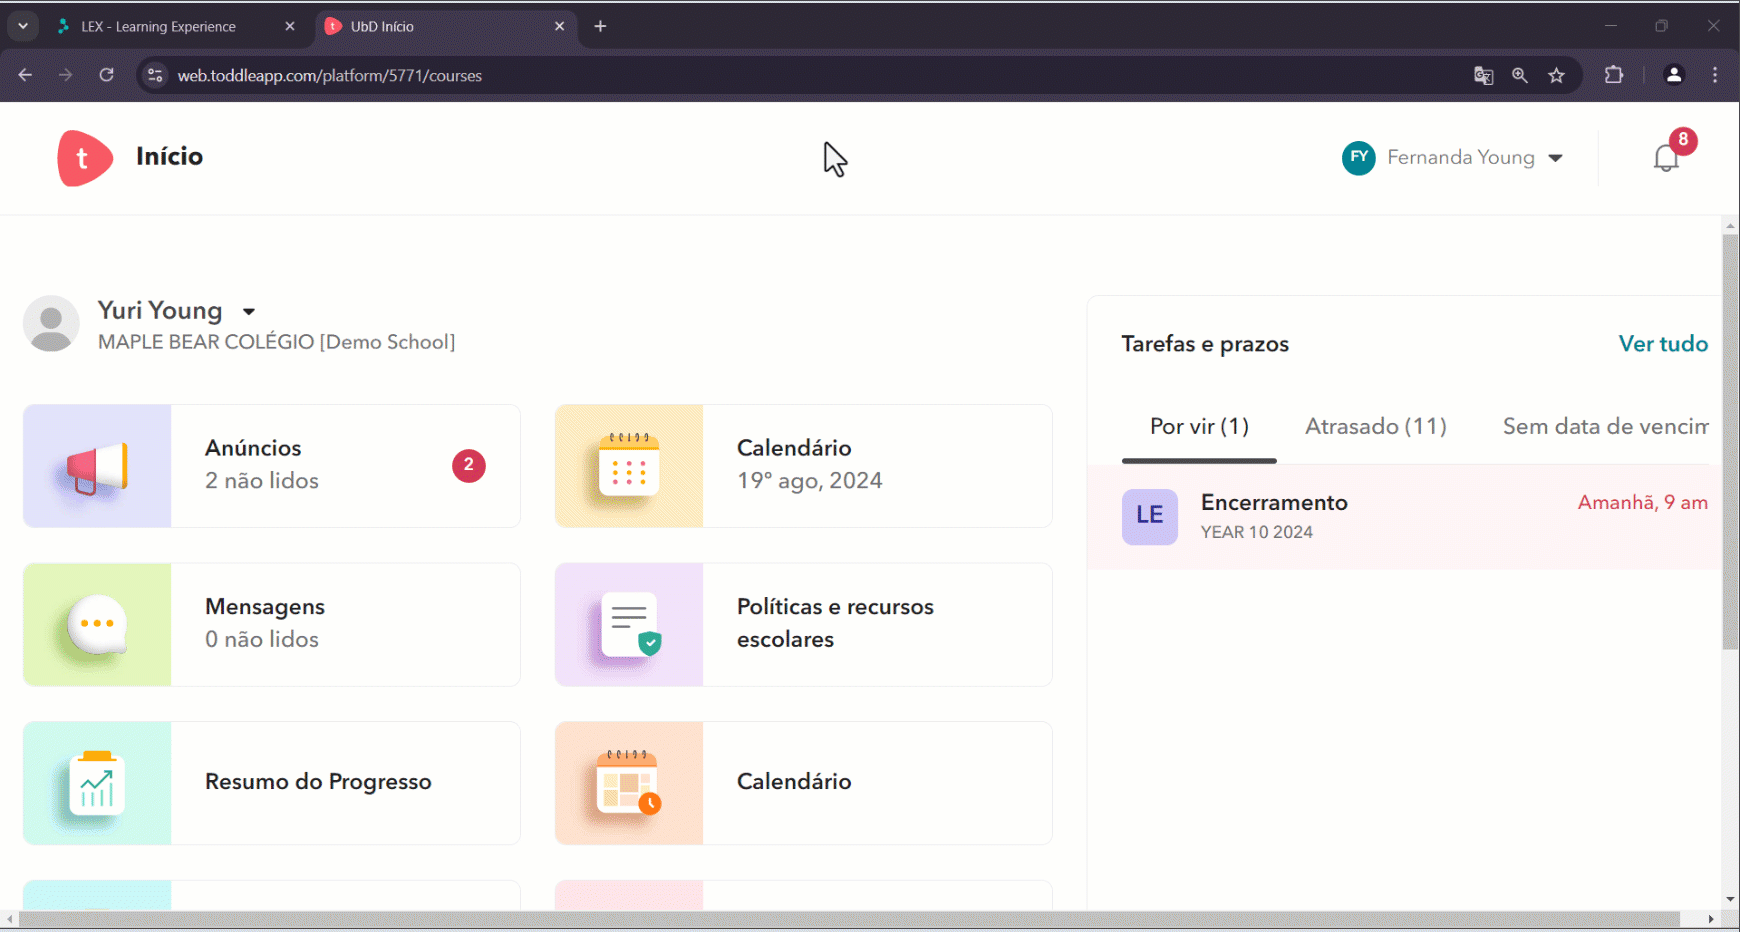 LEX - Learning Experience
UbD Início
web.toddleapp.com/platform/5771/courses
t
Início
FY
Fernanda Young
8
Yuri Young
MAPLE BEAR COLÉGIO [Demo School]
Anúncios
2 não lidos
2
Calendário
19º ago, 2024
Mensagens
0 não lidos
Políticas e recursos
escolares
Resumo do Progresso
Calendário
Tarefas e prazos
Ver tudo
Por vir (1)
Atrasado (11)
Sem data de vencim
LE
Encerramento
Amanhã, 9 am
YEAR 10 2024